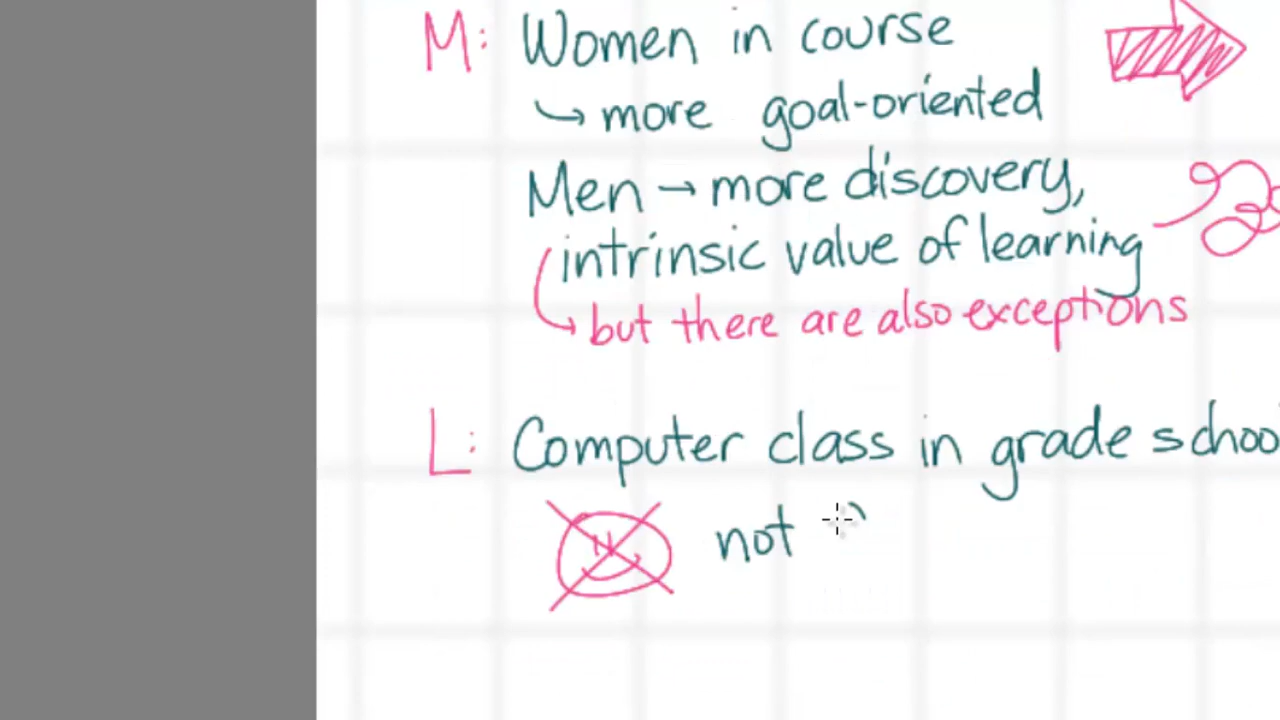 M: Women in course
↳ more goal-oriented
Men → more discovery,
intrinsic value of learning
↳ but there are also exceptions
L: Computer class in grade schoo
not